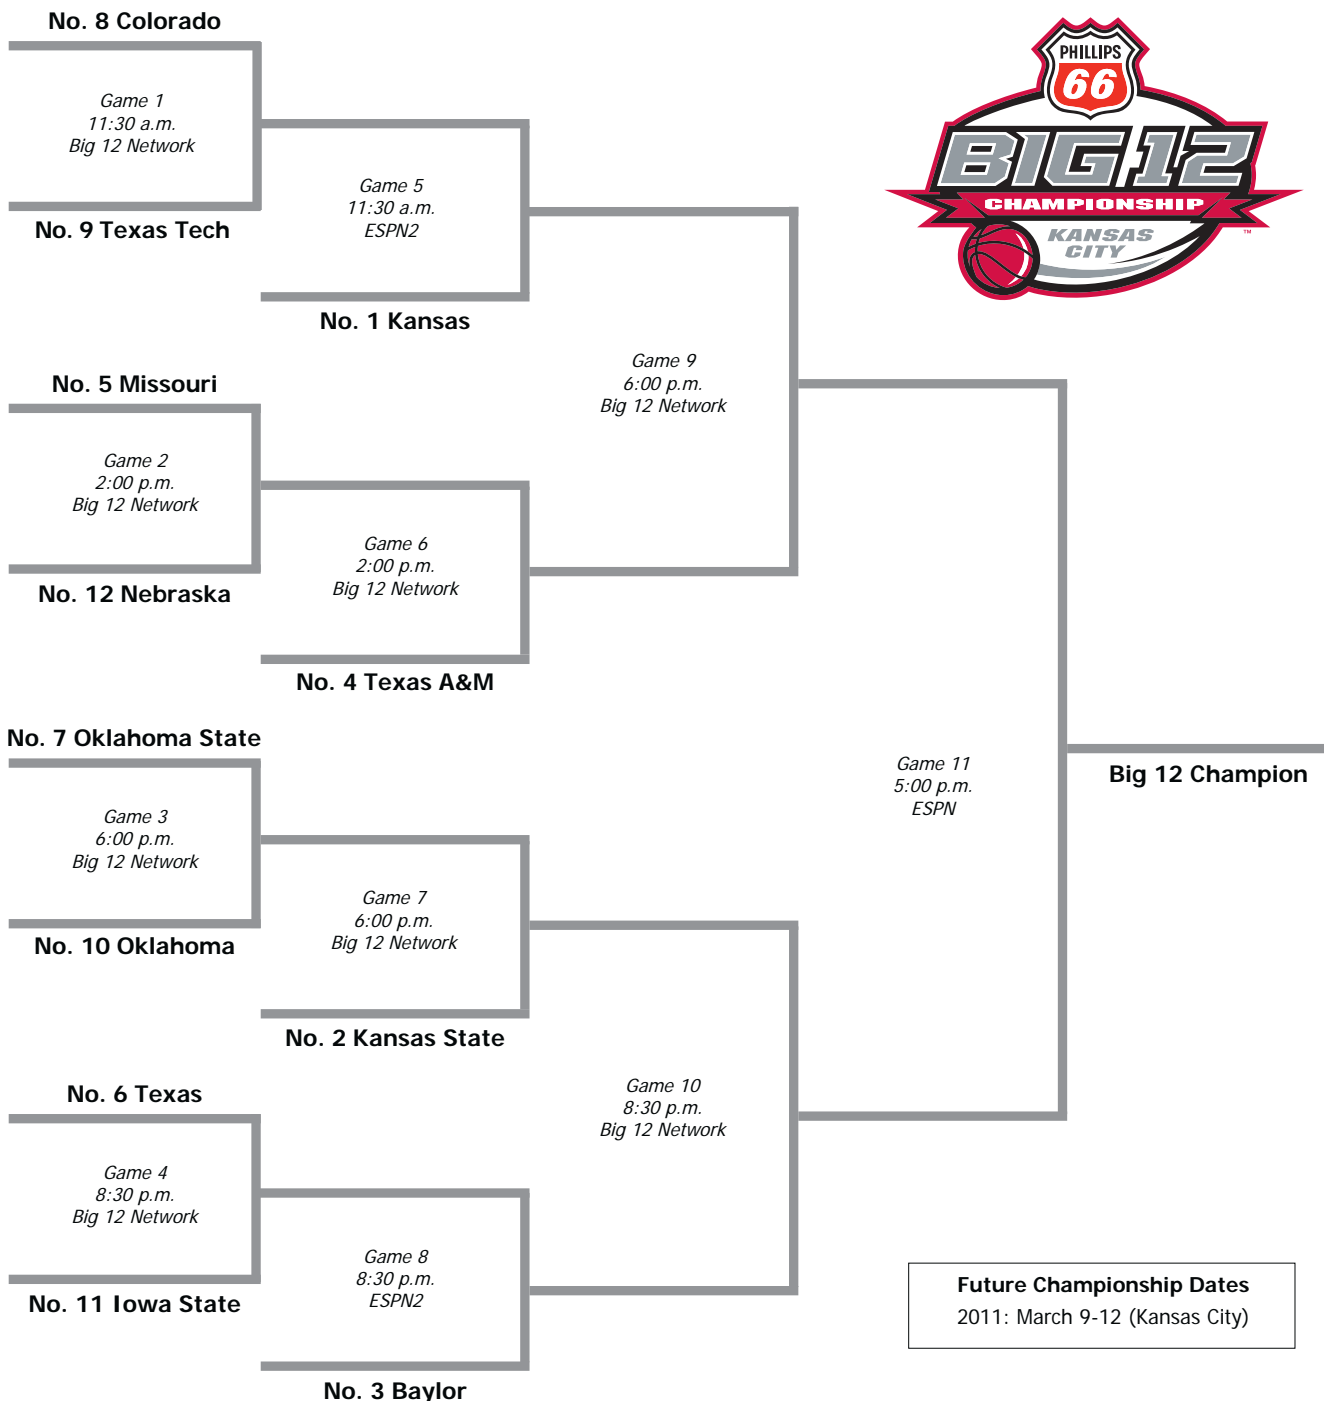 No. 8 Colorado
Game 1
11:30 a.m.
Big 12 Network
No. 9 Texas Tech
Game 5
11:30 a.m.
ESPN2
No. 1 Kansas
No. 5 Missouri
Game 2
2:00 p.m.
Big 12 Network
No. 12 Nebraska
Game 6
2:00 p.m.
Big 12 Network
No. 4 Texas A&M
Game 9
6:00 p.m.
Big 12 Network
No. 7 Oklahoma State
Game 3
6:00 p.m.
Big 12 Network
No. 10 Oklahoma
Game 7
6:00 p.m.
Big 12 Network
No. 2 Kansas State
No. 6 Texas
Game 4
8:30 p.m.
Big 12 Network
No. 11 Iowa State
Game 8
8:30 p.m.
ESPN2
No. 3 Baylor
Game 10
8:30 p.m.
Big 12 Network
Game 11
5:00 p.m.
ESPN
Big 12 Champion
PHILLIPS
66
BIG 12
CHAMPIONSHIP
KANSAS
CITY
™
Future Championship Dates
2011: March 9-12 (Kansas City)